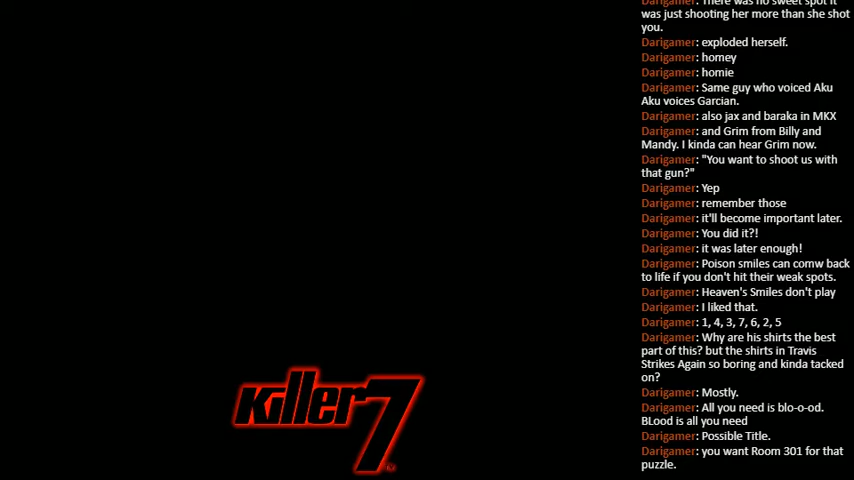 Darigamer: There was no sweet spot it
was just shooting her more than she shot
you.
Darigamer: exploded herself.
Darigamer: homey
Darigamer: homie
Darigamer: Same guy who voiced Aku
Aku voices Garcian.
Darigamer: also jax and baraka in MKX
Darigamer: and Grim from Billy and
Mandy. I kinda can hear Grim now.
Darigamer: "You want to shoot us with
that gun?"
Darigamer: Yep
Darigamer: remember those
Darigamer: it'll become important later.
Darigamer: You did it?!
Darigamer: it was later enough!
Darigamer: Poison smiles can comw back
to life if you don't hit their weak spots.
Darigamer: Heaven's Smiles don't play
Darigamer: I liked that.
Darigamer: 1, 4, 3, 7, 6, 2, 5
Darigamer: Why are his shirts the best
part of this? but the shirts in Travis
Strikes Again so boring and kinda tacked
on?
Darigamer: Mostly.
Darigamer: All you need is blo-o-od.
BLood is all you need
Darigamer: Possible Title.
Darigamer: you want Room 301 for that
puzzle.
killer7